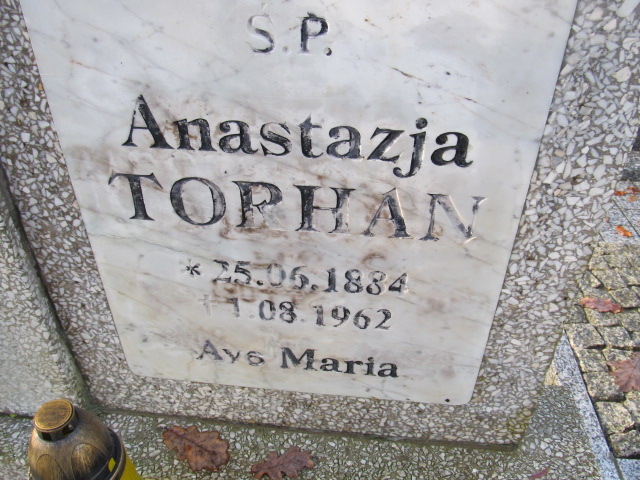 Ś.P.
Anastazja
TORHAN
* 25.06.1884
† 1.08.1962
Ave Maria